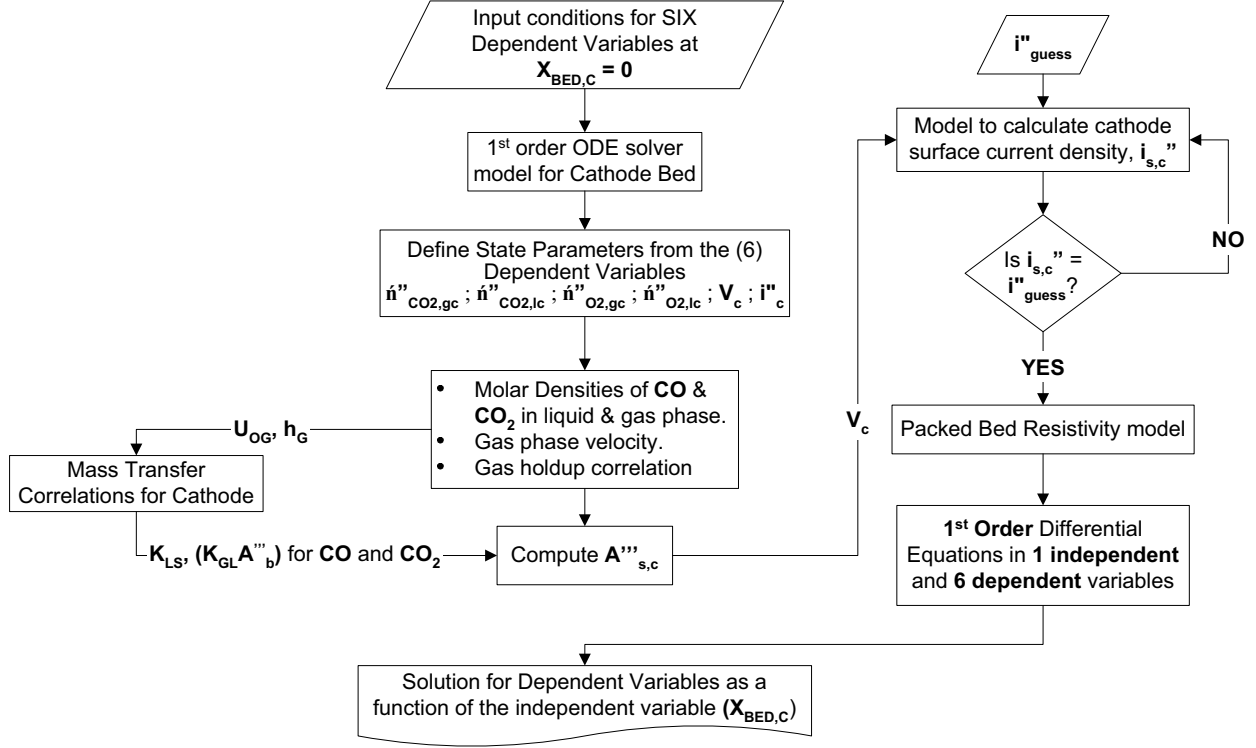 Input conditions for SIX
Dependent Variables at
X_BED,C = 0
1st order ODE solver
model for Cathode Bed
Define State Parameters from the (6)
Dependent Variables
ń"CO2,gc ; ń"CO2,lc ; ń"O2,gc ; ń"O2,lc ; Vc ; i"c
• Molar Densities of CO &
CO2 in liquid & gas phase.
• Gas phase velocity.
• Gas holdup correlation
UOG, hG
Mass Transfer
Correlations for Cathode
KLS, (KGLA'''b) for CO and CO2
Compute A'''s,c
Vc
i"guess
Model to calculate cathode
surface current density, is,c”
Is is,c” =
i"guess?
NO
YES
Packed Bed Resistivity model
1st Order Differential
Equations in 1 independent
and 6 dependent variables
Solution for Dependent Variables as a
function of the independent variable (XBED,C)